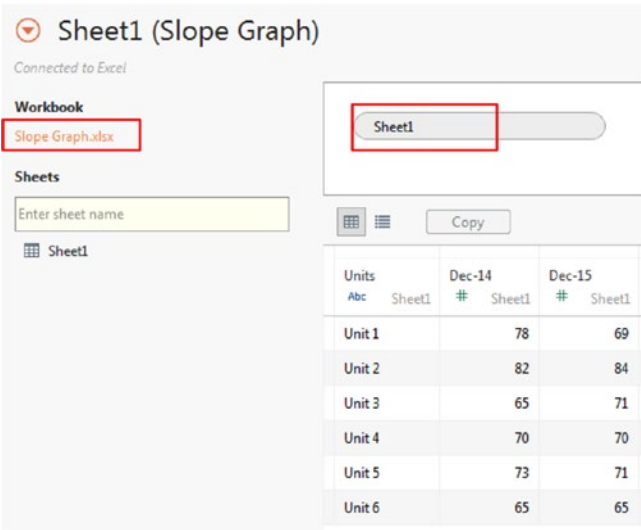 Sheet1 (Slope Graph)
Connected to Excel
Workbook
Slope Graph.xlsx
Sheets
Enter sheet name
Sheet1
Sheet1
Copy
Units Dec-14 Dec-15
Abc Sheet1 # Sheet1 # Sheet1
Unit 1 78 69
Unit 2 82 84
Unit 3 65 71
Unit 4 70 70
Unit 5 73 71
Unit 6 65 65